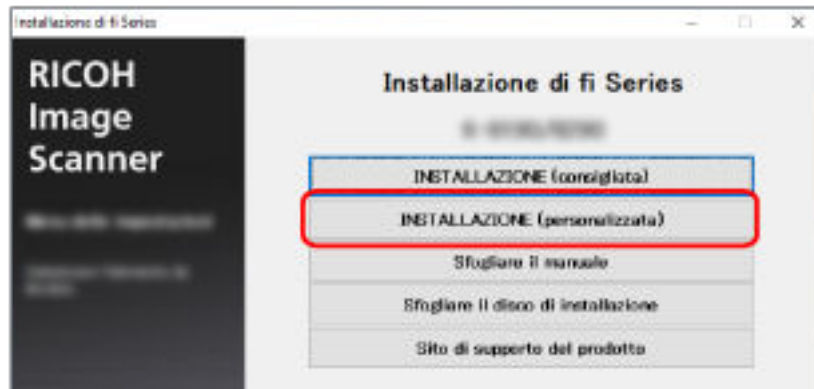 Installazione di fi Series
RICOH
Image
Scanner
Installazione di fi Series
INSTALLAZIONE (consigliata)
INSTALLAZIONE (personalizzata)
Sfogliare il manuale
Sfogliare il disco di installazione
Sito di supporto del prodotto